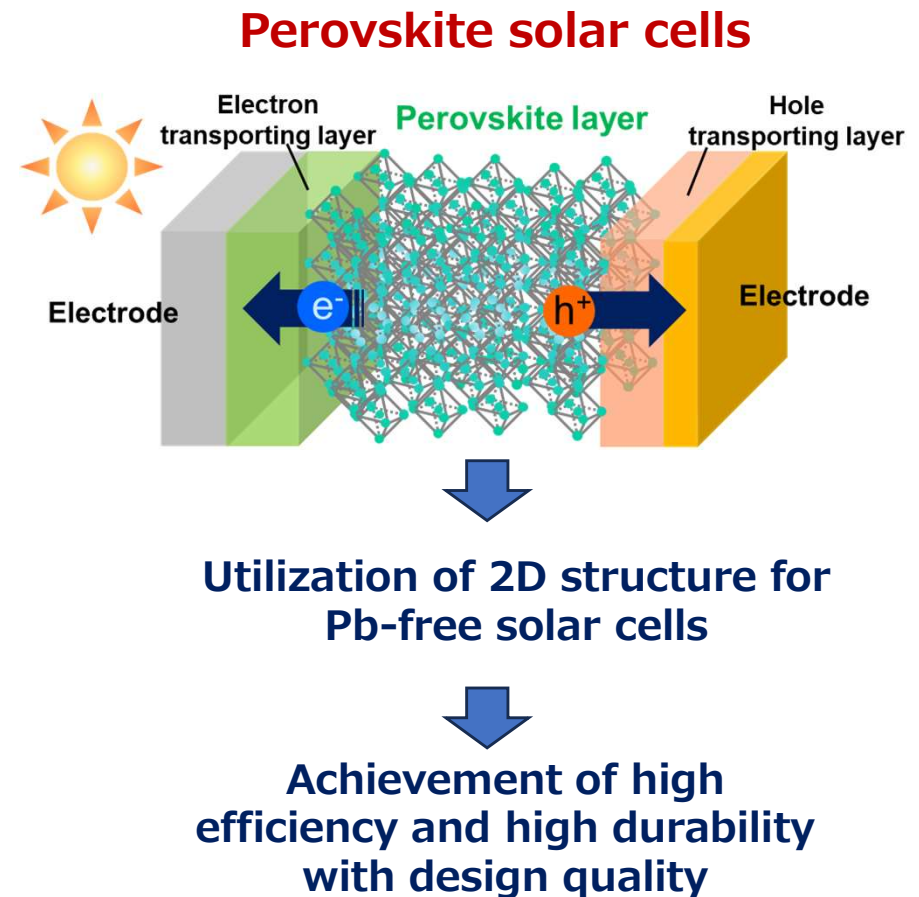 Perovskite solar cells
Electron
transporting layer
Perovskite layer
Hole
transporting layer
Electrode
e-
h+
Electrode
Utilization of 2D structure for
Pb-free solar cells
Achievement of high
efficiency and high durability
with design quality